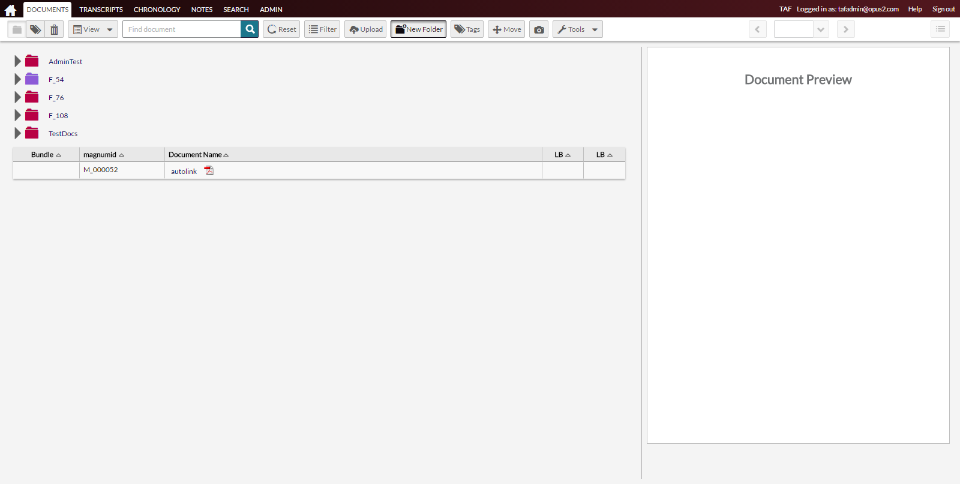 DOCUMENTS TRANSCRIPTS CHRONOLOGY NOTES SEARCH ADMIN TAF Logged in as: tafadmin@opus2.com Help Sign out
View Find document Reset Filter Upload New Folder Tags Move Tools
AdminTest
F_54
F_76
F_108
TestDocs
Bundle magnumid Document Name LB LB
M_000052 autolink
Document Preview